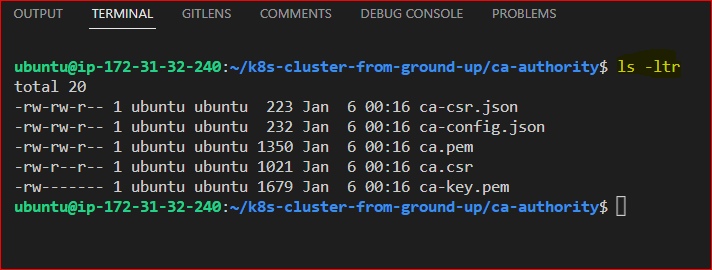 OUTPUT TERMINAL GITLENS COMMENTS DEBUG CONSOLE PROBLEMS
ubuntu@ip-172-31-32-240:~/k8s-cluster-from-ground-up/ca-authority$ ls -ltr
total 20
-rw-rw-r-- 1 ubuntu ubuntu  223 Jan  6 00:16 ca-csr.json
-rw-rw-r-- 1 ubuntu ubuntu  232 Jan  6 00:16 ca-config.json
-rw-rw-r-- 1 ubuntu ubuntu 1350 Jan  6 00:16 ca.pem
-rw-r--r-- 1 ubuntu ubuntu 1021 Jan  6 00:16 ca.csr
-rw------- 1 ubuntu ubuntu 1679 Jan  6 00:16 ca-key.pem
ubuntu@ip-172-31-32-240:~/k8s-cluster-from-ground-up/ca-authority$